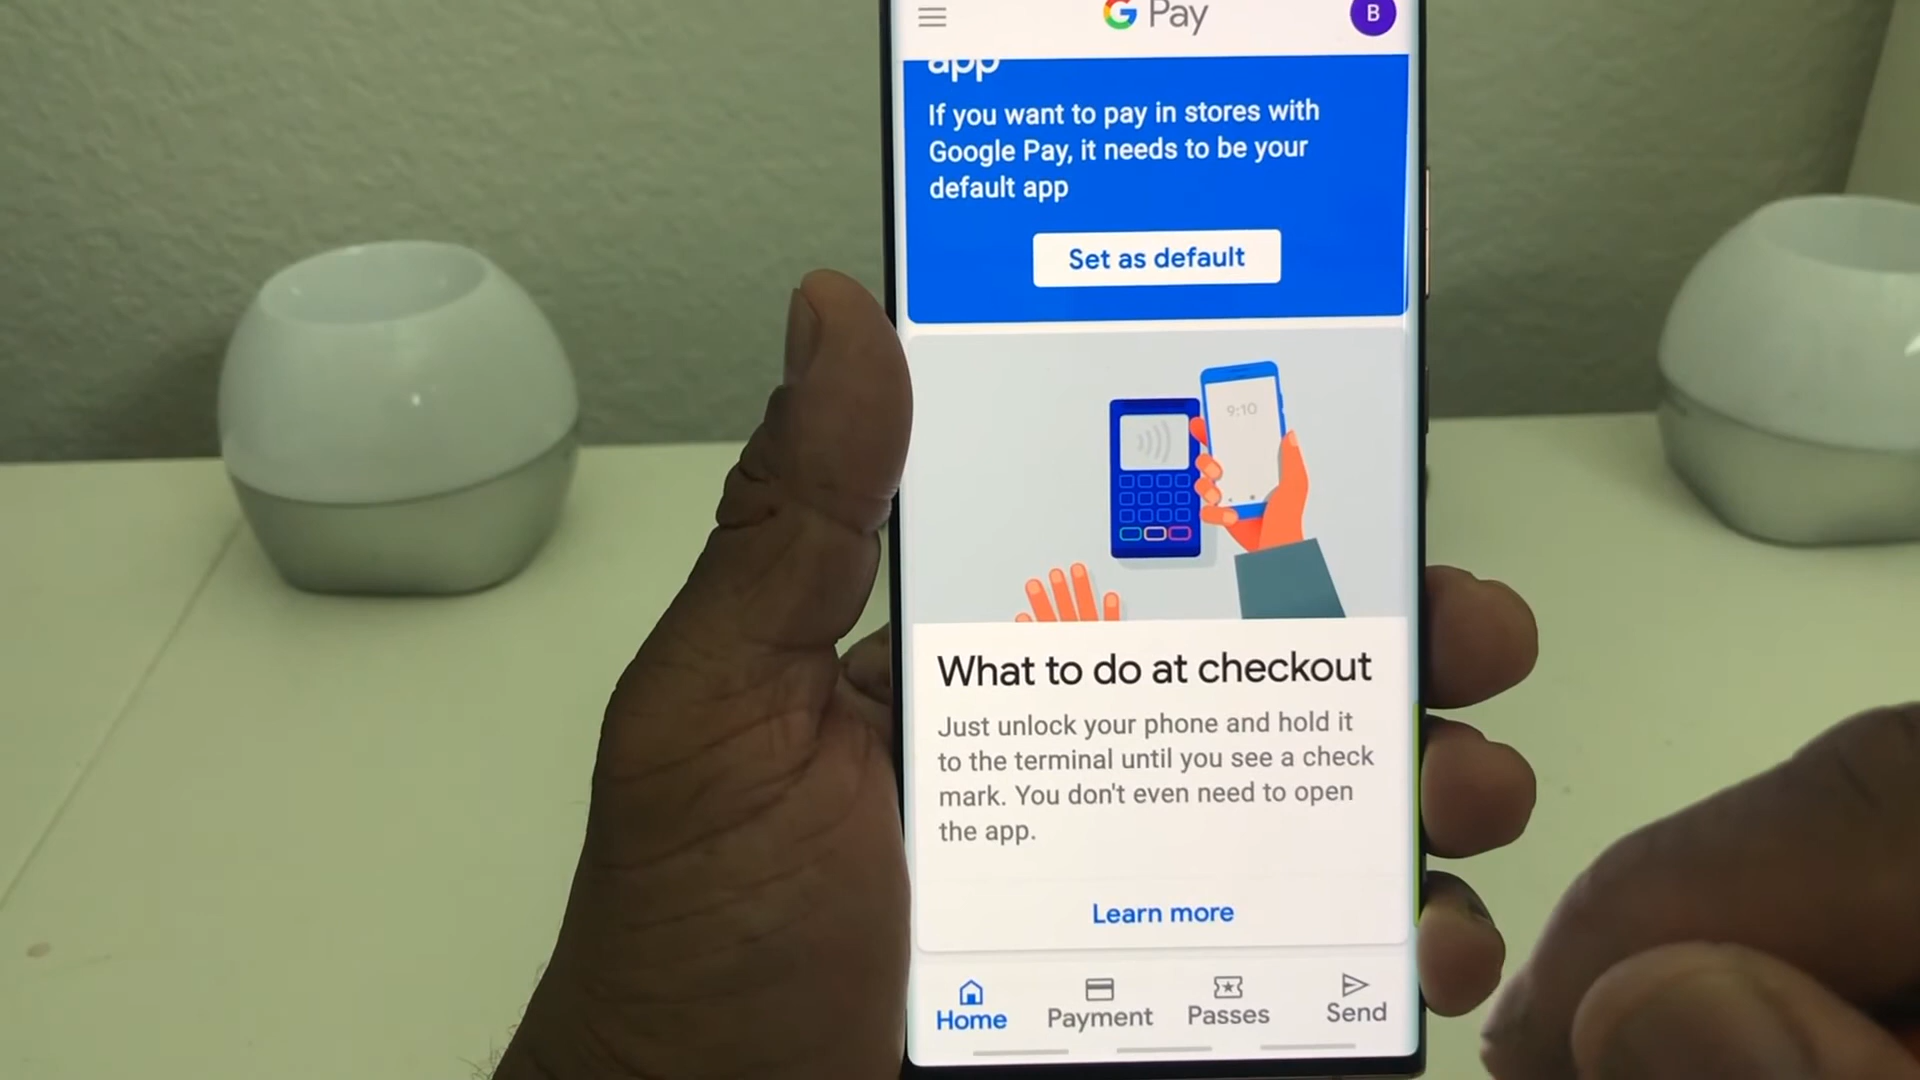 G Pay
B
app
If you want to pay in stores with
Google Pay, it needs to be your
default app
Set as default
9:10
What to do at checkout
Just unlock your phone and hold it
to the terminal until you see a check
mark. You don't even need to open
the app.
Learn more
Home
Payment
Passes
Send